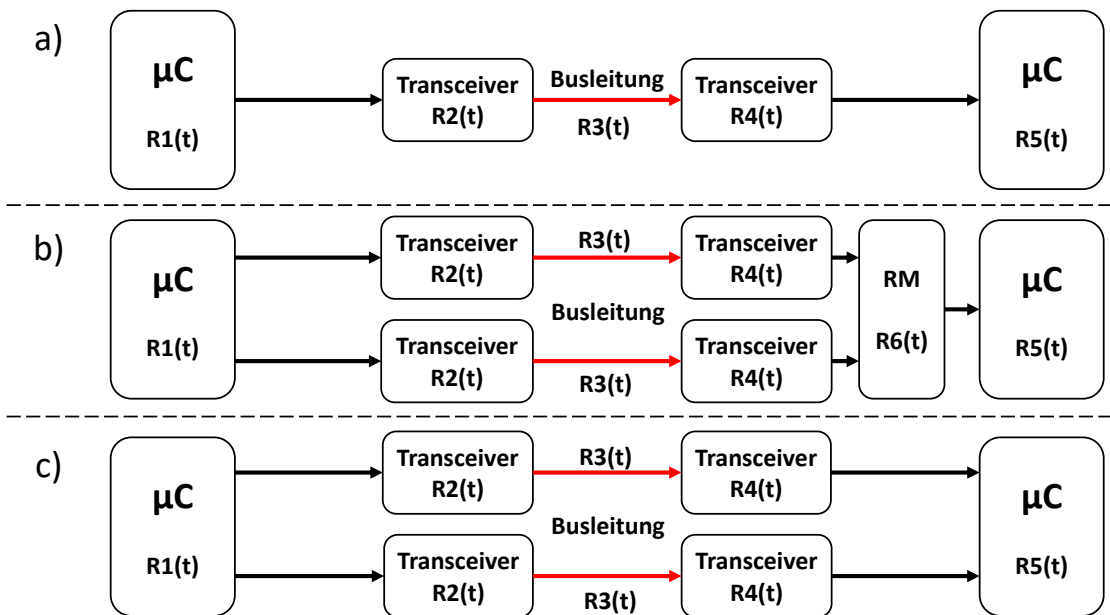 a)
µC
R1(t)
Transceiver
R2(t)
Busleitung
R3(t)
Transceiver
R4(t)
µC
R5(t)
b)
µC
R1(t)
Transceiver
R2(t)
R3(t)
Transceiver
R4(t)
Busleitung
Transceiver
R2(t)
R3(t)
Transceiver
R4(t)
RM
R6(t)
µC
R5(t)
c)
µC
R1(t)
Transceiver
R2(t)
R3(t)
Transceiver
R4(t)
Busleitung
Transceiver
R2(t)
R3(t)
Transceiver
R4(t)
µC
R5(t)